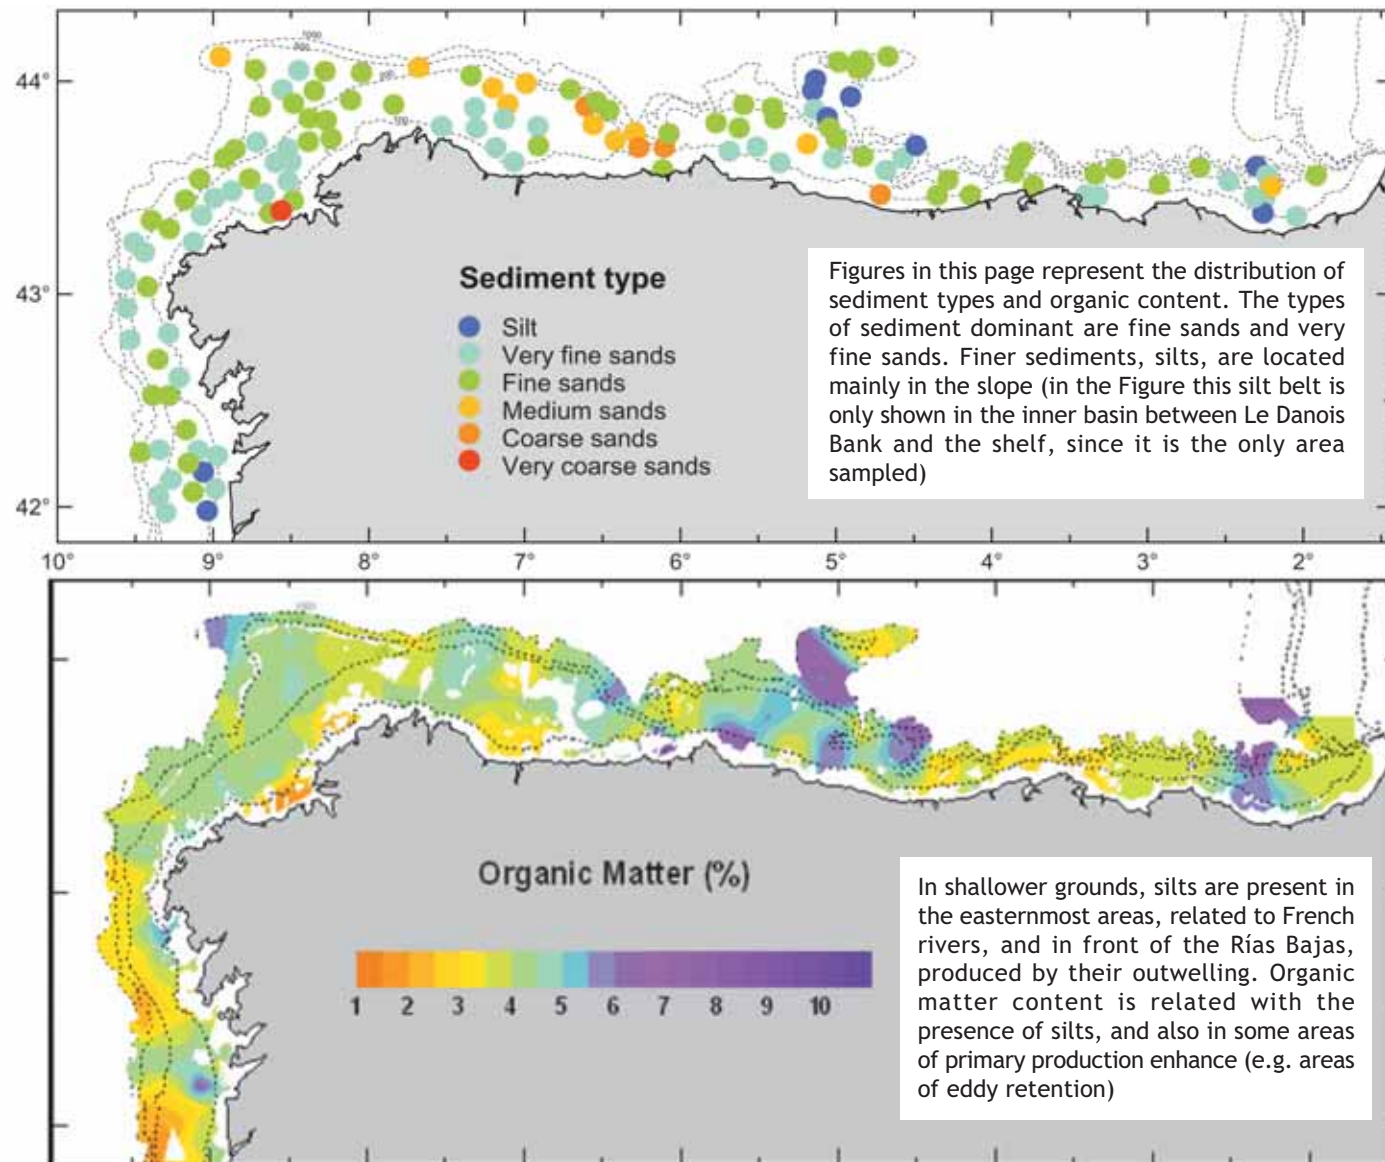 1000
500
200
100
44°
43°
42°
Sediment type
Silt
Very fine sands
Fine sands
Medium sands
Coarse sands
Very coarse sands
Figures in this page represent the distribution of
sediment types and organic content. The types
of sediment dominant are fine sands and very
fine sands. Finer sediments, silts, are located
mainly in the slope (in the Figure this silt belt is
only shown in the inner basin between Le Danois
Bank and the shelf, since it is the only area
sampled)
10° 9° 8° 7° 6° 5° 4° 3° 2°
Organic Matter (%)
1 2 3 4 5 6 7 8 9 10
In shallower grounds, silts are present in
the easternmost areas, related to French
rivers, and in front of the Rías Bajas,
produced by their outwelling. Organic
matter content is related with the
presence of silts, and also in some areas
of primary production enhance (e.g. areas
of eddy retention)